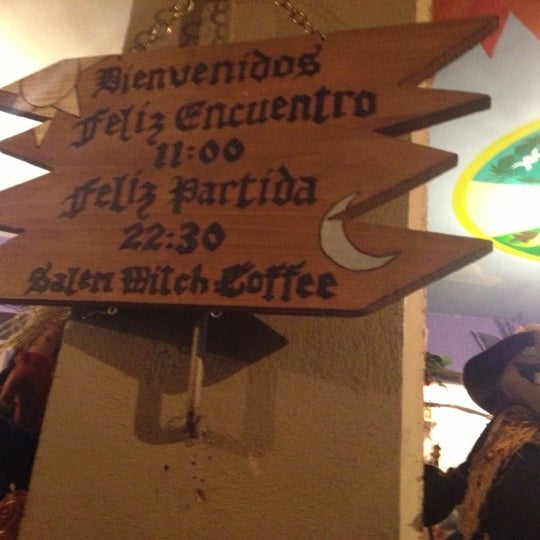 Bienvenidos
Feliz Encuentro
11:00
Feliz Partida
22:30
Salem Witch Coffee